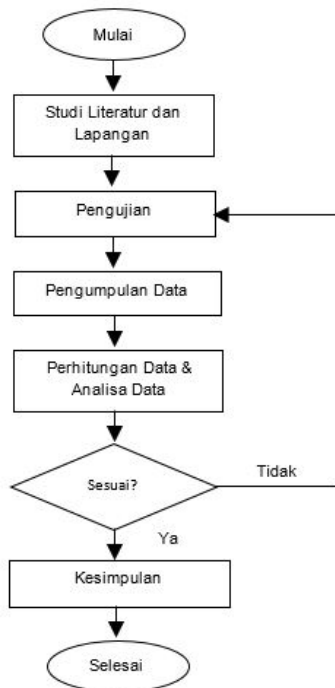 Mulai
Studi Literatur dan
Lapangan
Pengujian
Pengumpulan Data
Perhitungan Data &
Analisa Data
Sesuai?
Tidak
Ya
Kesimpulan
Selesai